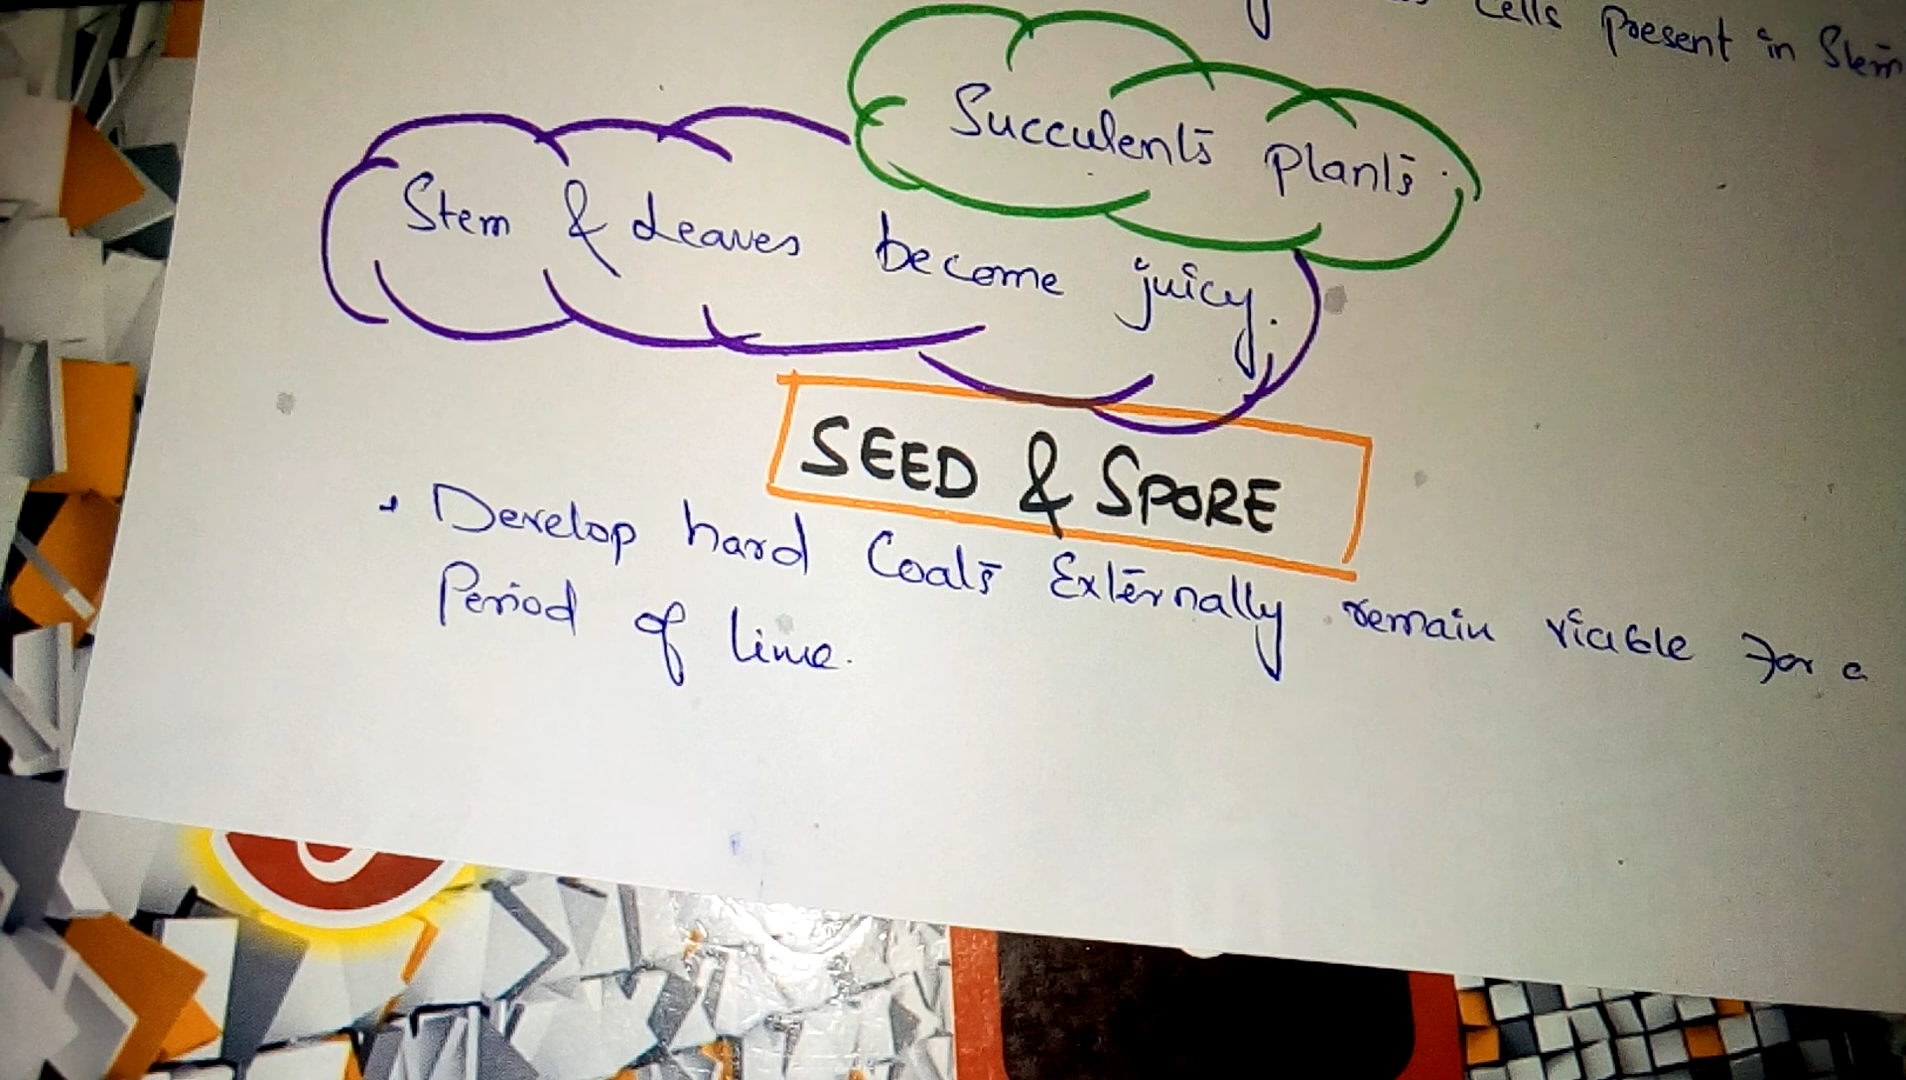 Cells Present in Stem
Succulents plants.
Stem & Leaves become juicy.
SEED & SPORE
Develop hard Coats Externally remain viable For a
Period of time.